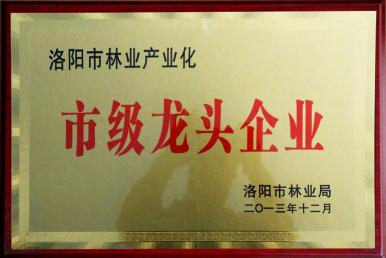 洛阳市林业产业化
市级龙头企业
洛阳市林业局
二〇一三年十二月